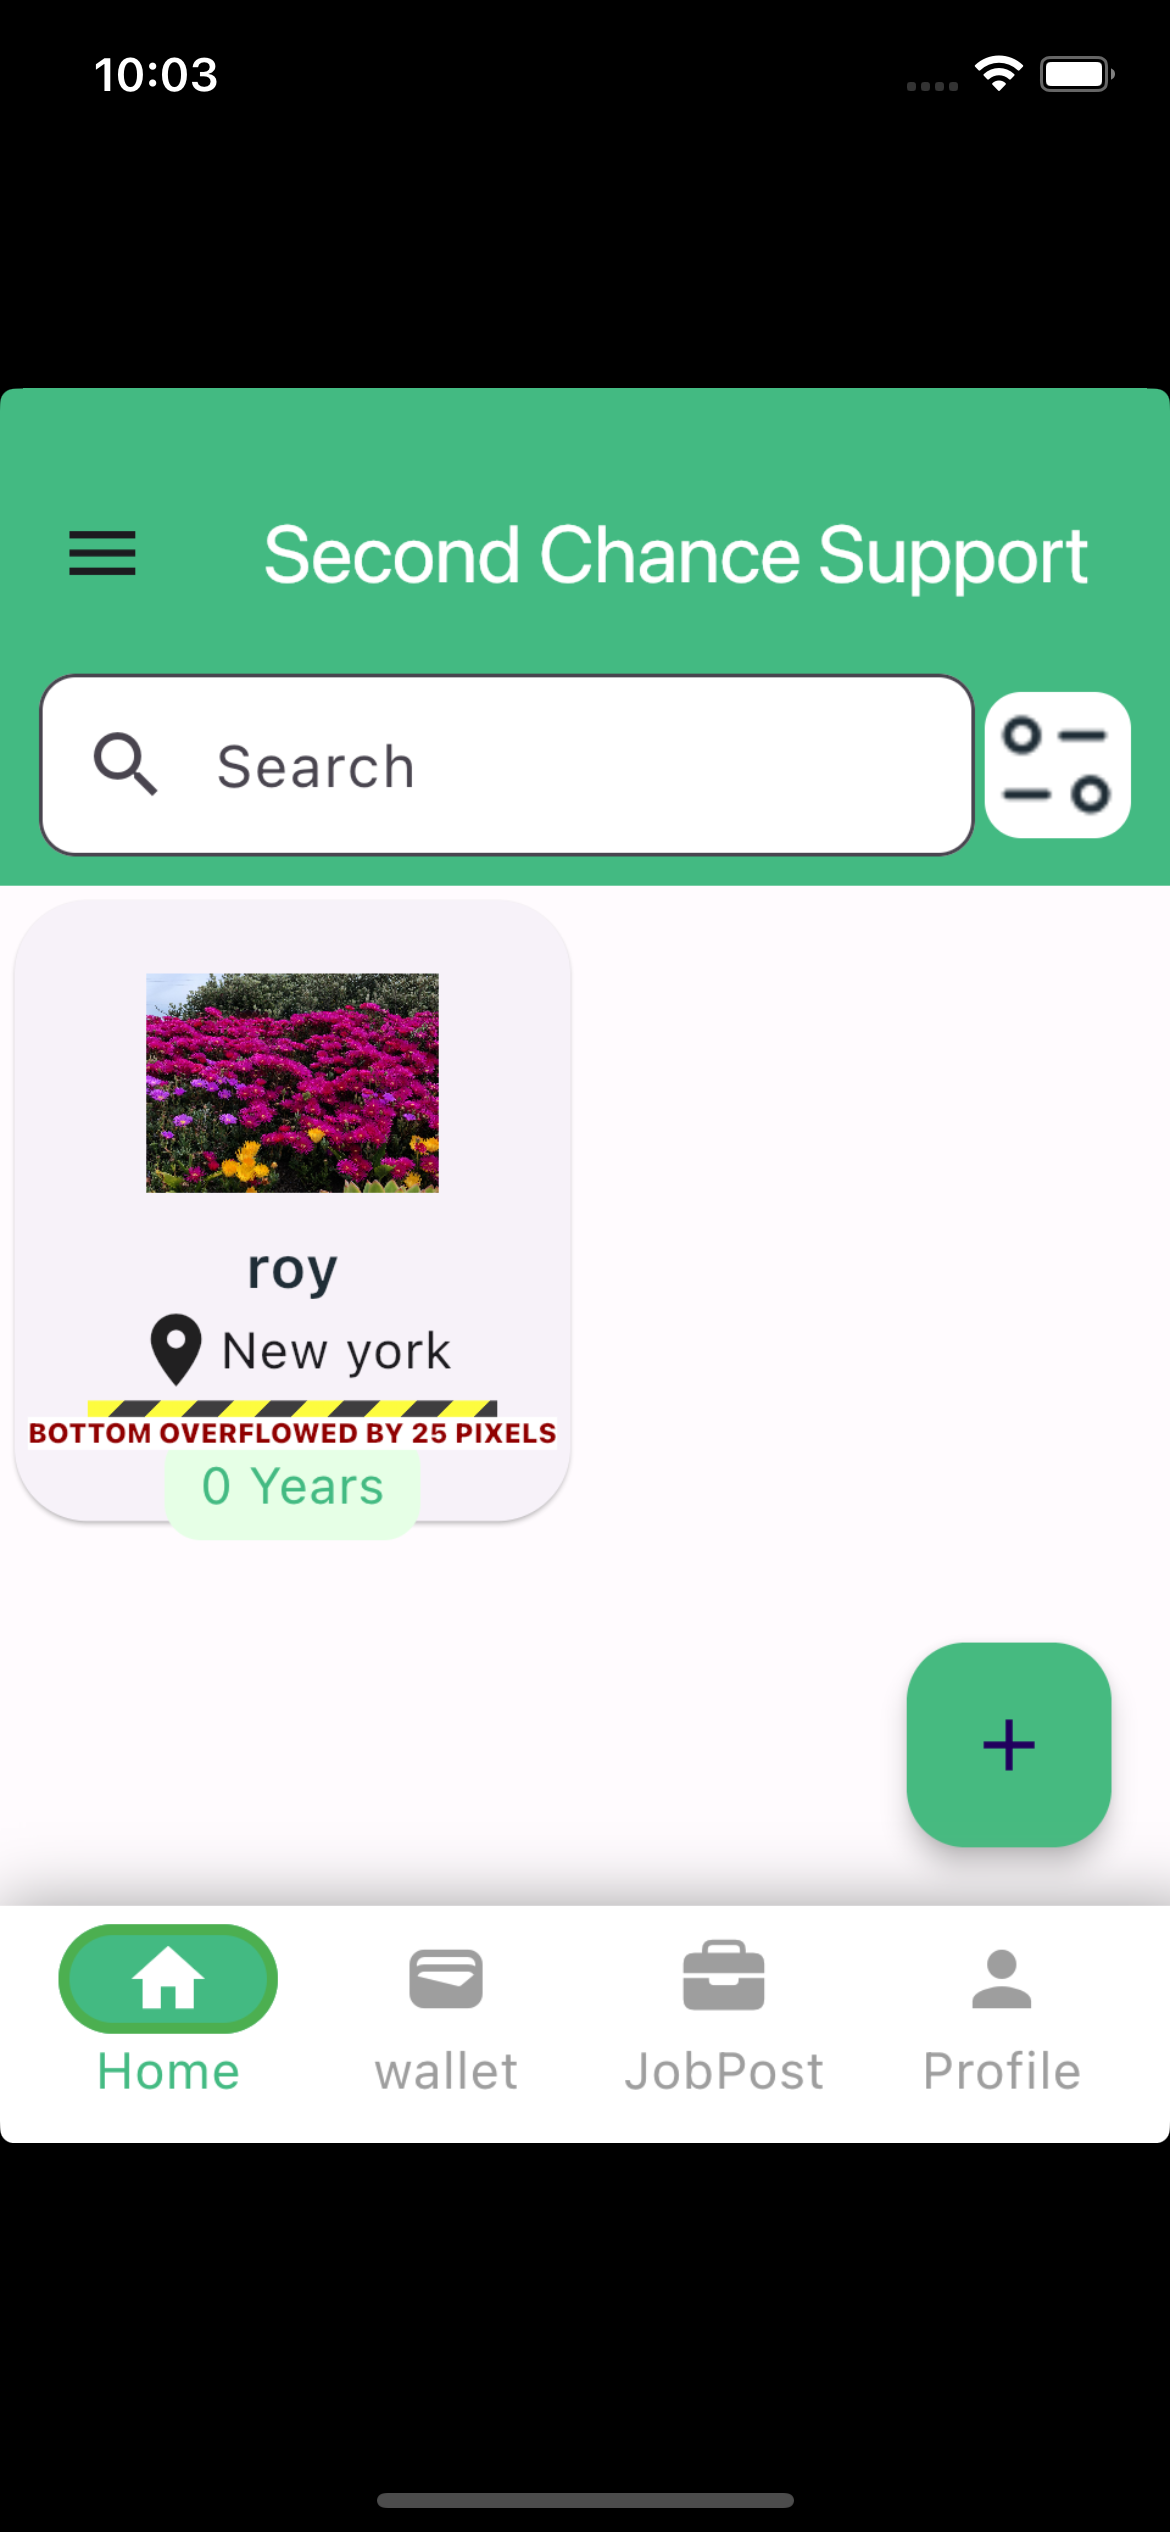 10:03
Second Chance Support
Search
roy
New york
BOTTOM OVERFLOWED BY 25 PIXELS
0 Years
Home
wallet
JobPost
Profile